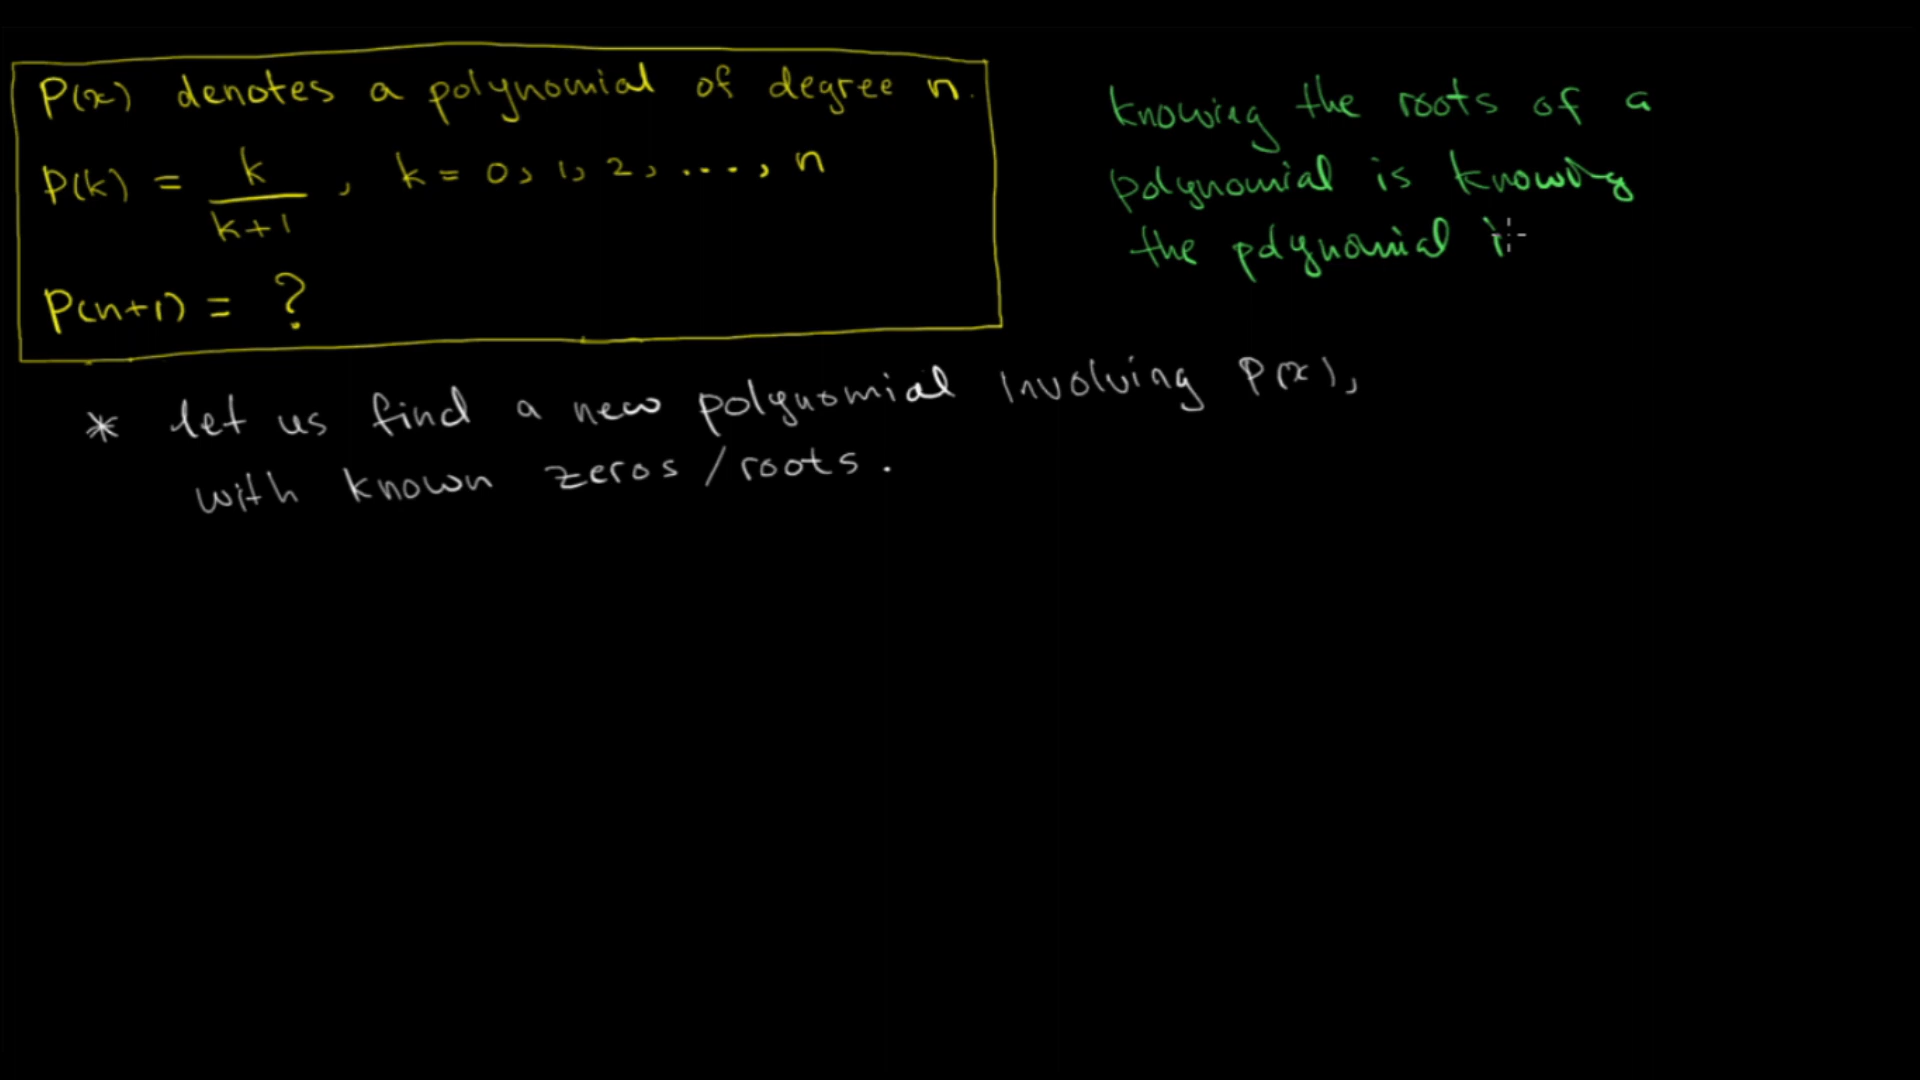 P(x) denotes a polynomial of degree n.
P(k) = k/(k+1) , k = 0, 1, 2, ..., n
P(n+1) = ?
knowing the roots of a
polynomial is knowing
the polynomial i
* let us find a new polynomial involving P(x),
with known zeros/roots.